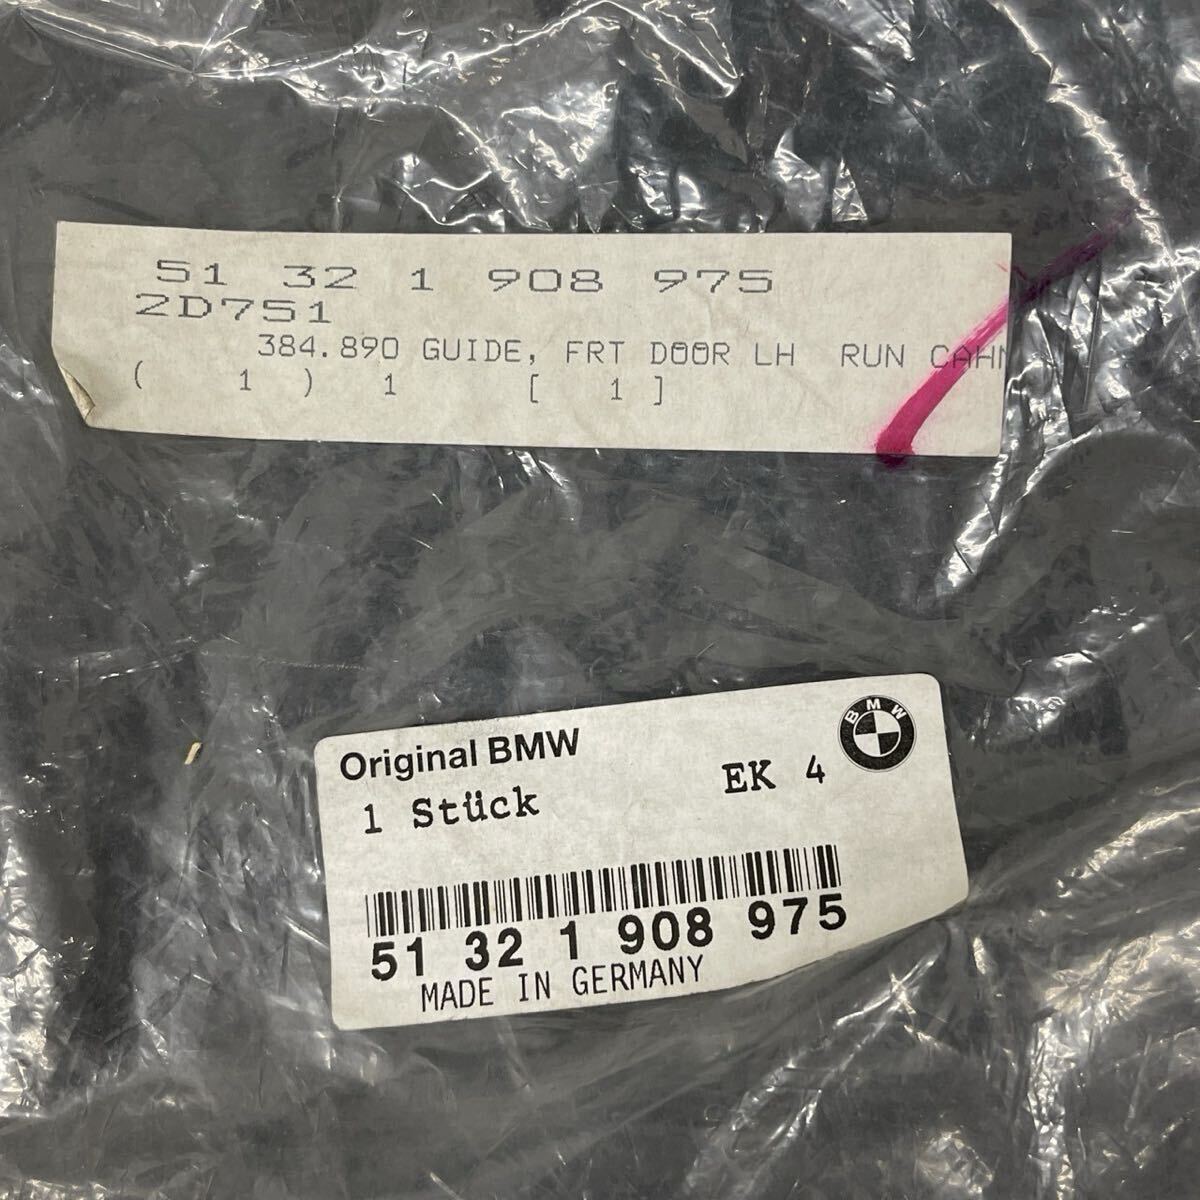 51 32 1 908 975
2D751
384.890 GUIDE, FRT DOOR LH RUN CAHN
( 1 ) 1 [ 1 ]
Original BMW
BMW
1 Stück EK 4
51 32 1 908 975
MADE IN GERMANY